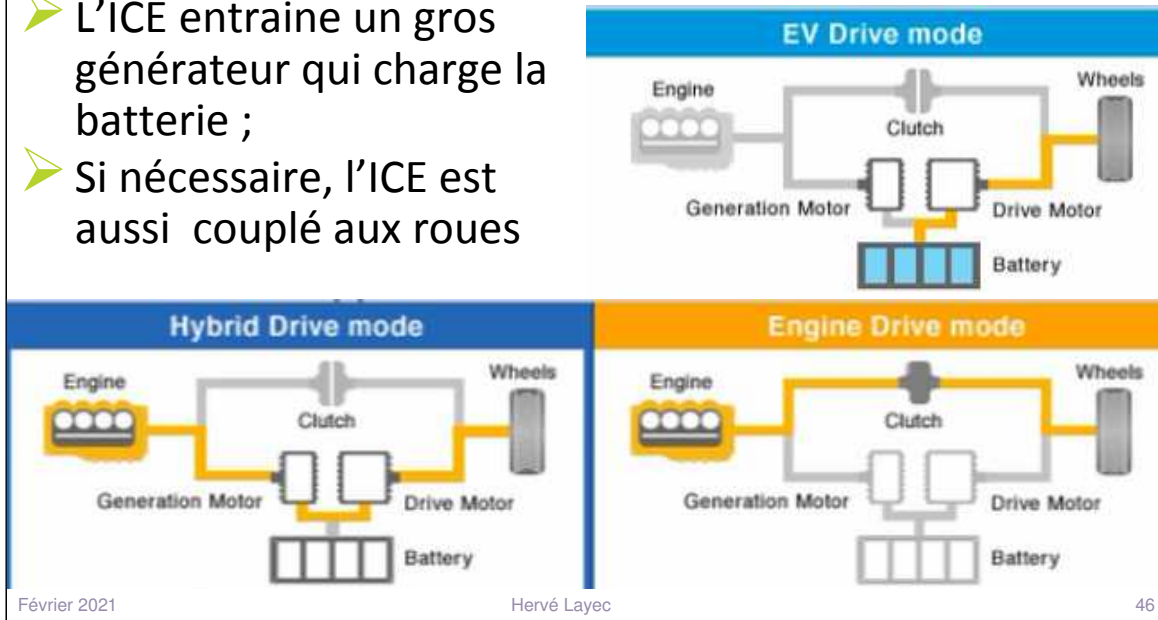 L’ICE entraine un gros
générateur qui charge la
batterie ;
Si nécessaire, l’ICE est
aussi couplé aux roues
EV Drive mode
Engine
Wheels
Clutch
Generation Motor
Drive Motor
Battery
Hybrid Drive mode
Engine
Wheels
Clutch
Generation Motor
Drive Motor
Battery
Engine Drive mode
Engine
Wheels
Clutch
Generation Motor
Drive Motor
Battery
Février 2021
Hervé Layec
46